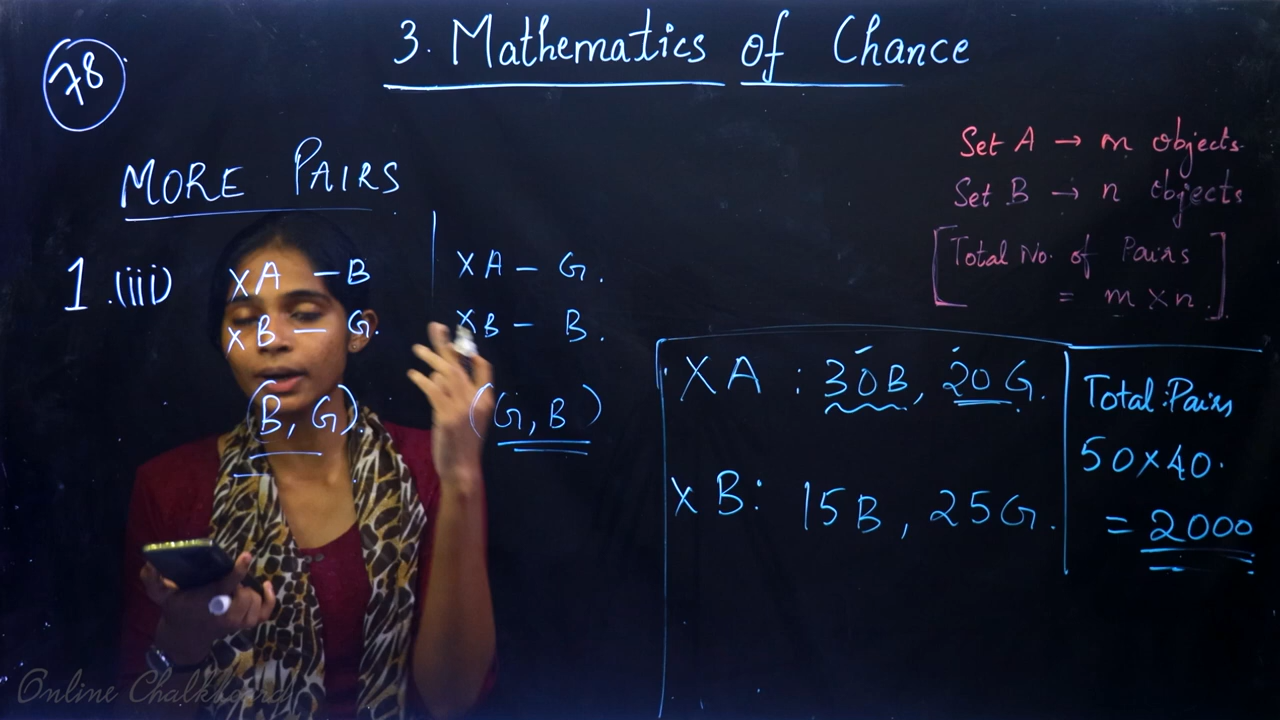 3. Mathematics of Chance
78
MORE PAIRS
Set A → m objects.
Set B → n objects
[Total No. of Pairs
= m × n.]
1.(iii)
XA - B
XB - G.
(B, G).
XA - G.
XB - B.
(G, B)
XA : 30B, 20G.
XB: 15B, 25G.
Total Pairs
50×40.
= 2000
Online Chalkboard